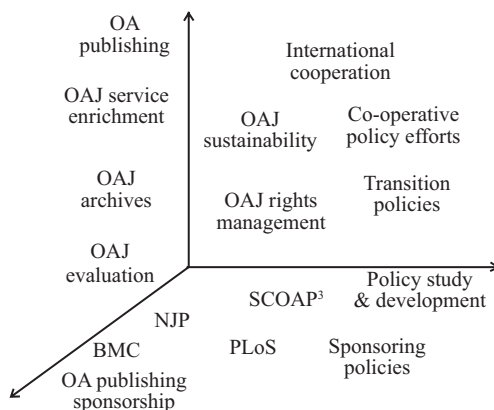 OA
publishing
International
cooperation
OAJ service
enrichment
OAJ
sustainability
Co-operative
policy efforts
OAJ
archives
OAJ rights
management
Transition
policies
OAJ
evaluation
SCOAP³
Policy study
& development
NJP
BMC
PLoS
Sponsoring
policies
OA publishing
sponsorship